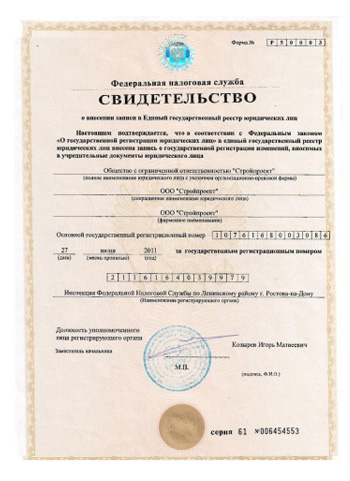 Форма № Р 5 0 0 0 3
Федеральная налоговая служба
СВИДЕТЕЛЬСТВО
о внесении записи в Единый государственный реестр юридических лиц
Настоящим подтверждается, что в соответствии с Федеральным законом
«О государственной регистрации юридических лиц» в единый государственный реестр
юридических лиц внесена запись о государственной регистрации изменений, вносимых
в учредительные документы юридического лица
Общество с ограниченной ответственностью "Стройпроект"
(полное наименование юридического лица с указанием организационно-правовой формы)
ООО "Стройпроект"
(сокращенное наименование юридического лица)
ООО "Стройпроект"
(фирменное наименование)
Основной государственный регистрационный номер 1 0 7 6 1 6 8 0 0 3 0 8 6
27 июня 2011 за государственным регистрационным номером
(дата) (месяц прописью) (год)
2 1 1 6 1 6 4 0 3 9 9 7 9
Инспекция Федеральной Налоговой Службы по Ленинскому району г. Ростова-на-Дону
(Наименование регистрирующего органа)
Должность уполномоченного
лица регистрирующего органа
Заместитель начальника
Козырев Игорь Матвеевич
М.П.
(подпись, Ф.И.О.)
серия 61 №006454553